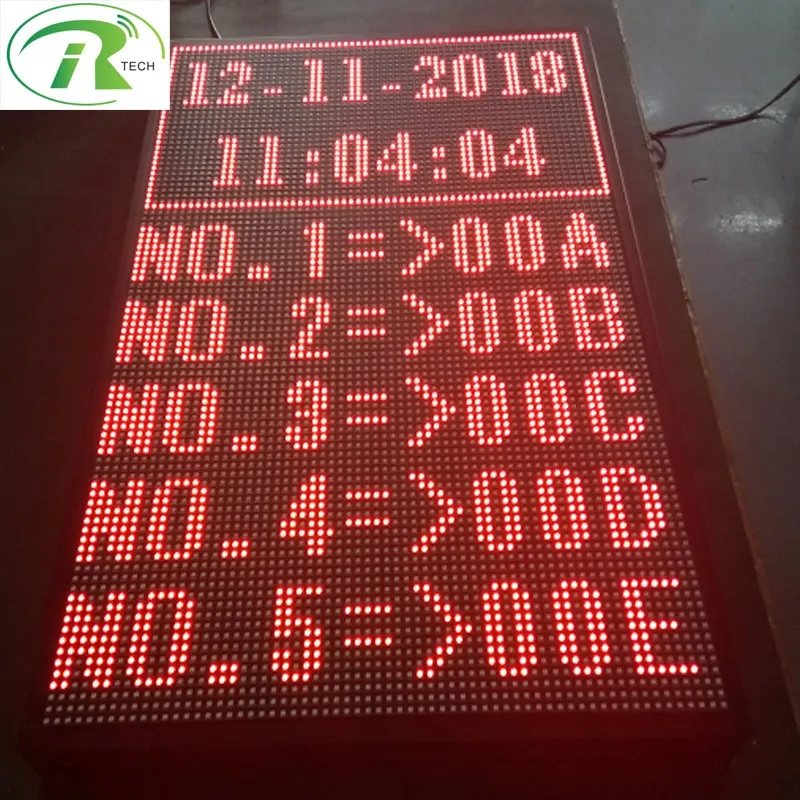 iR TECH
12-11-2018
11:04:04
NO.1=>00A
NO.2=>00B
NO.3=>00C
NO.4=>00D
NO.5=>00E